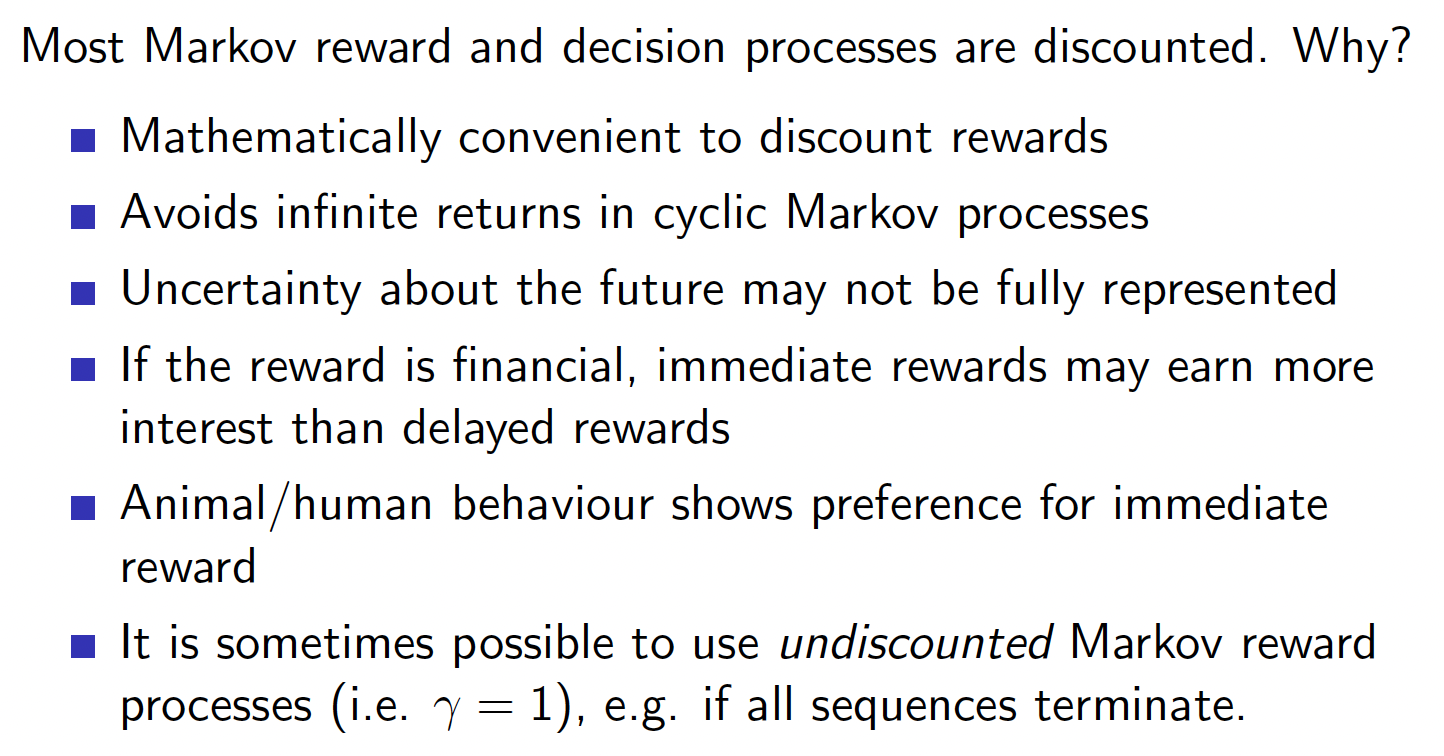 Most Markov reward and decision processes are discounted. Why?
Mathematically convenient to discount rewards
Avoids infinite returns in cyclic Markov processes
Uncertainty about the future may not be fully represented
If the reward is financial, immediate rewards may earn more
interest than delayed rewards
Animal/human behaviour shows preference for immediate
reward
It is sometimes possible to use undiscounted Markov reward
processes (i.e. γ = 1), e.g. if all sequences terminate.